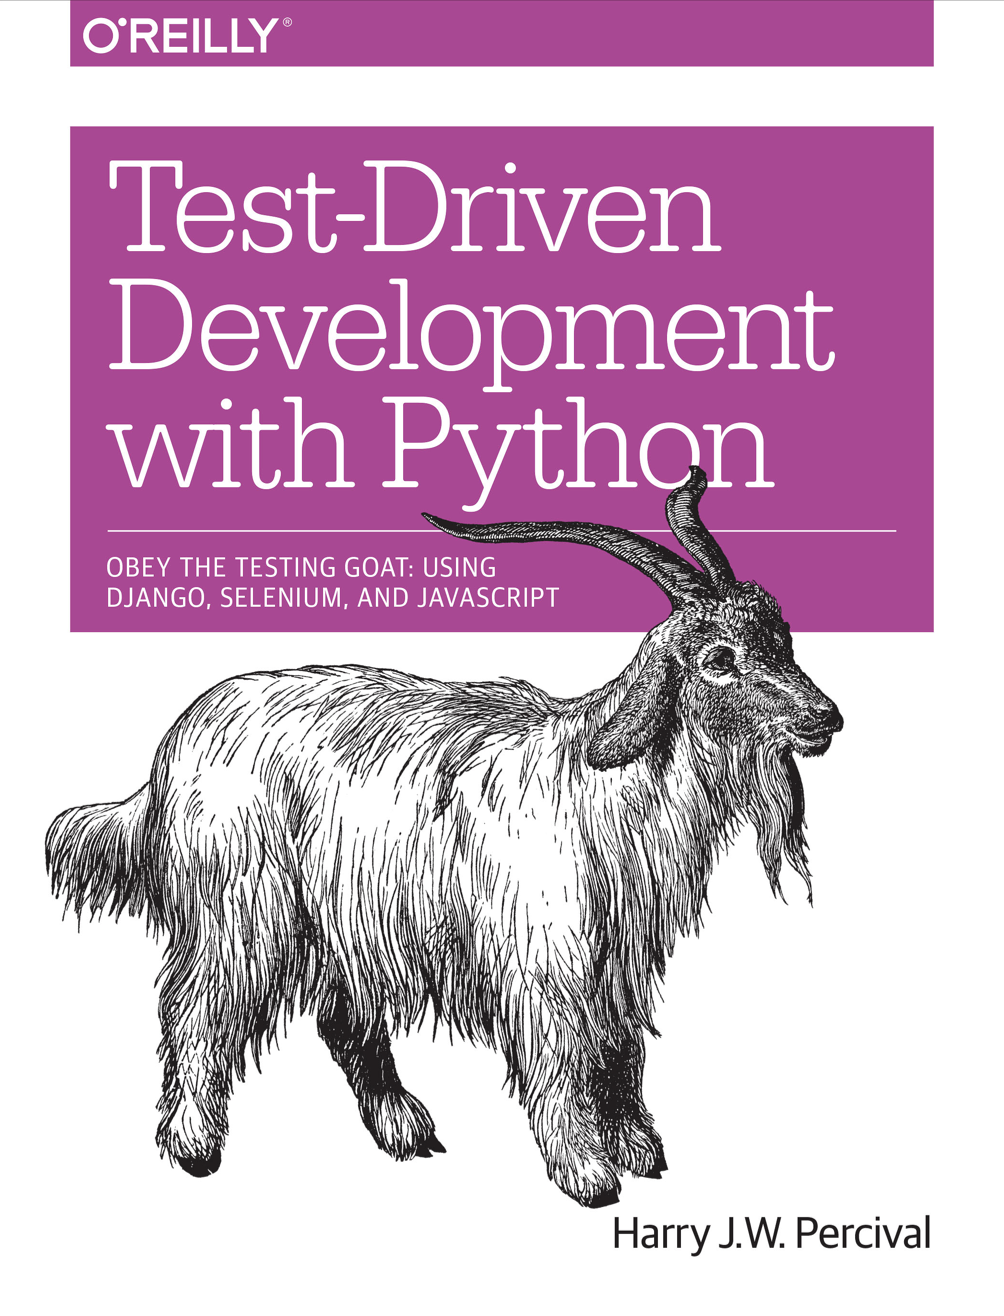 O'REILLY®
Test-Driven
Development
with Python
OBEY THE TESTING GOAT: USING
DJANGO, SELENIUM, AND JAVASCRIPT
Harry J.W. Percival